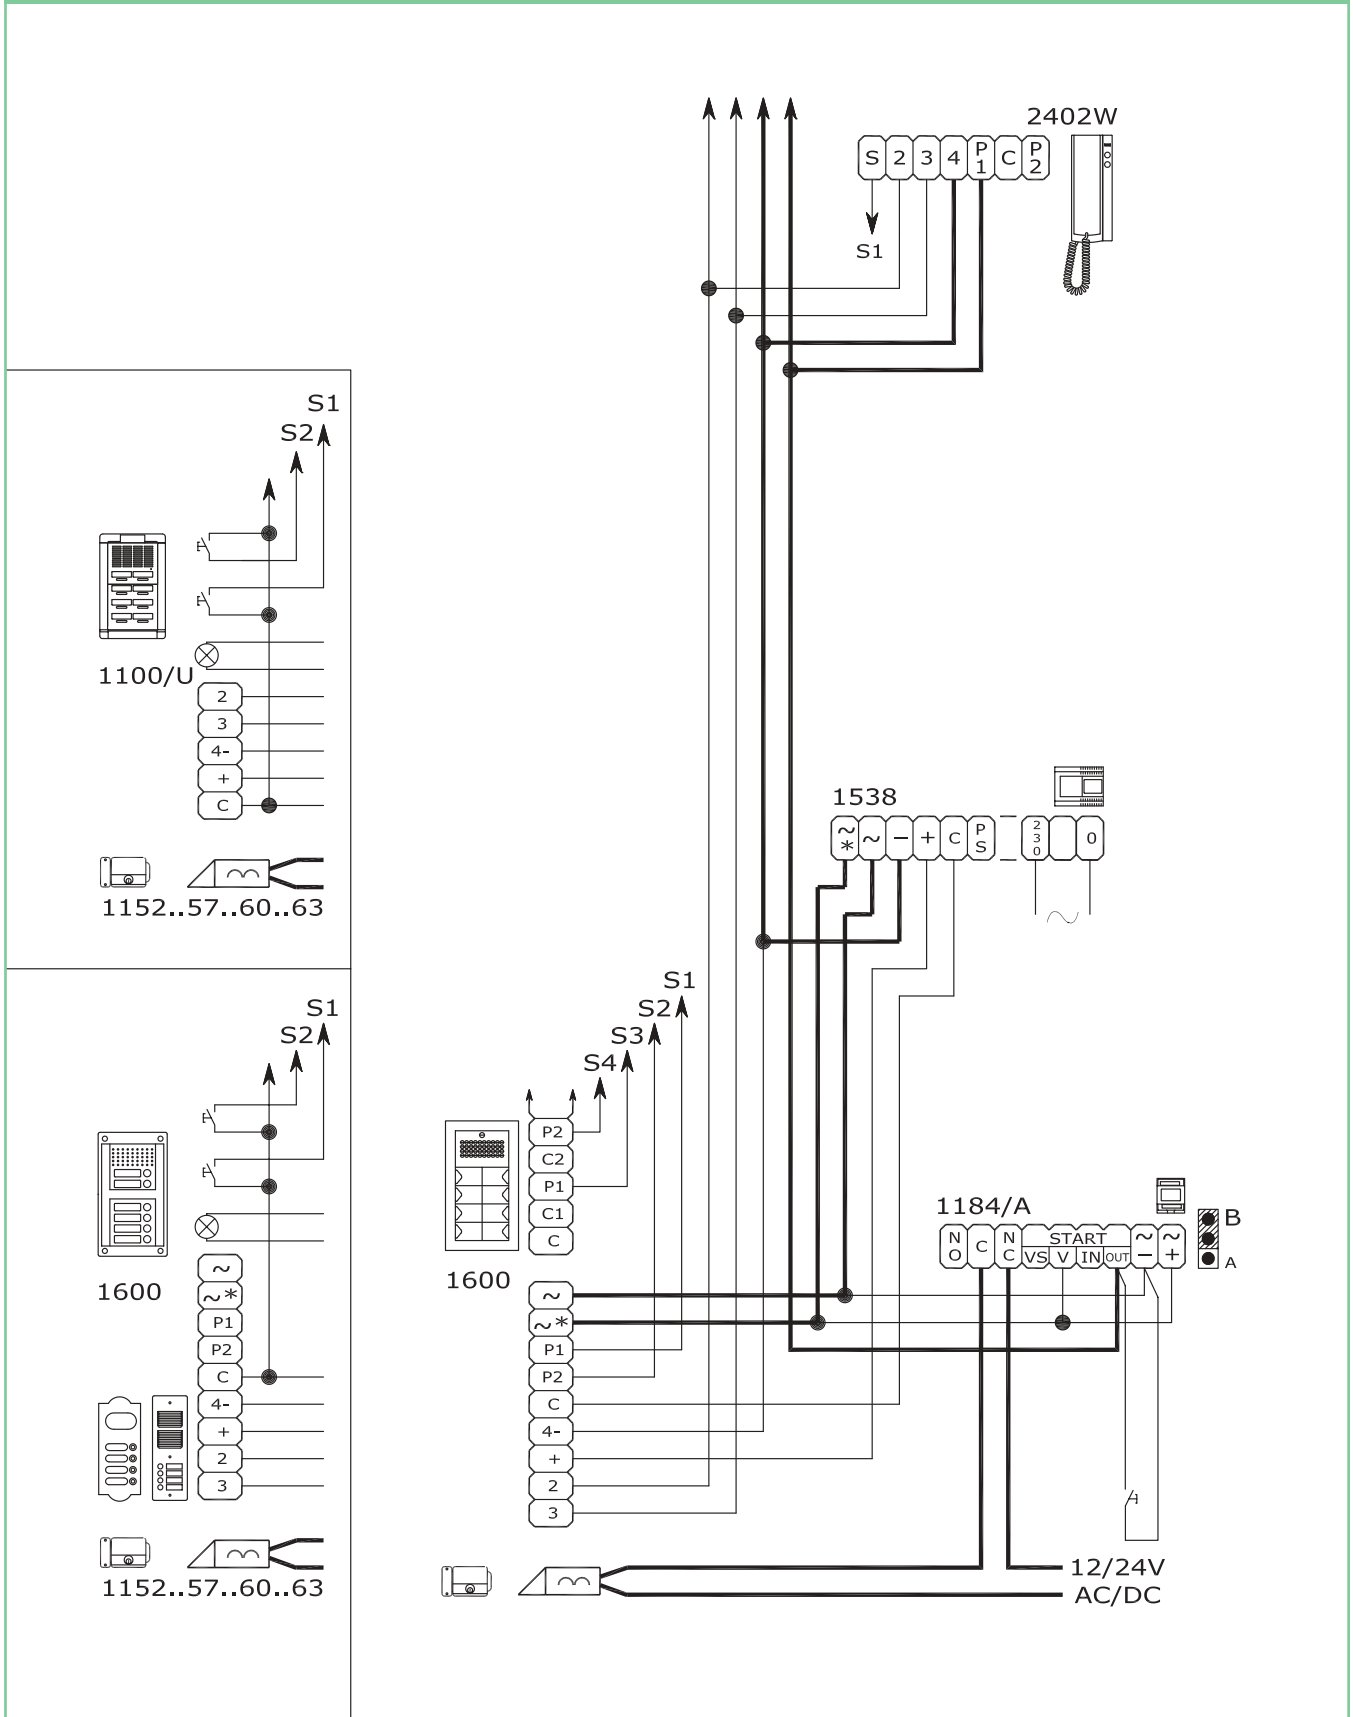 2402W
S 2 3 4 P1 C P2
S1
S1
S2
1100/U
2
3
4-
+
C
1152..57..60..63
1538
~* ~ − + C PS 230 0
S1
S2
S3
S4
P2
C2
P1
C1
C
1600
~
~*
P1
P2
C
4-
+
2
3
S1
S2
1600
~
~*
P1
P2
C
4-
+
2
3
1152..57..60..63
1184/A
NO C NC START ~− ~+
VS V IN OUT
B
A
12/24V
AC/DC